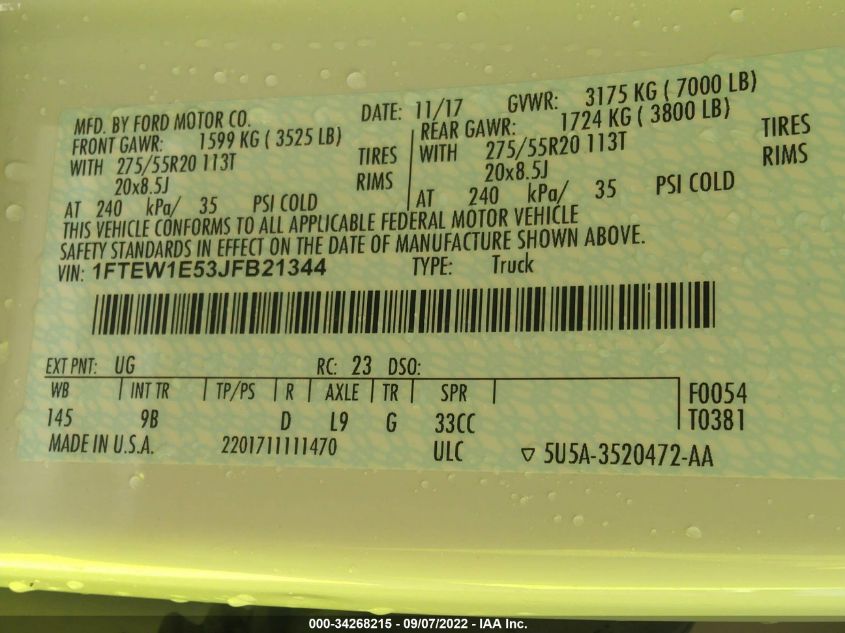 MFD. BY FORD MOTOR CO. DATE: 11/17 GVWR: 3175 KG ( 7000 LB)
FRONT GAWR: 1599 KG ( 3525 LB) REAR GAWR: 1724 KG ( 3800 LB)
WITH 275/55R20 113T TIRES WITH 275/55R20 113T TIRES
20x8.5J RIMS 20x8.5J RIMS
AT 240 kPa/ 35 PSI COLD AT 240 kPa/ 35 PSI COLD
THIS VEHICLE CONFORMS TO ALL APPLICABLE FEDERAL MOTOR VEHICLE
SAFETY STANDARDS IN EFFECT ON THE DATE OF MANUFACTURE SHOWN ABOVE.
VIN: 1FTEW1E53JFB21344 TYPE: Truck
EXT PNT: UG RC: 23 DSO:
WB INT TR TP/PS R AXLE TR SPR F0054
145 9B D L9 G 33CC T0381
MADE IN U.S.A. 2201711111470 ULC ▽ 5U5A-3520472-AA
000-34268215 - 09/07/2022 - IAA Inc.